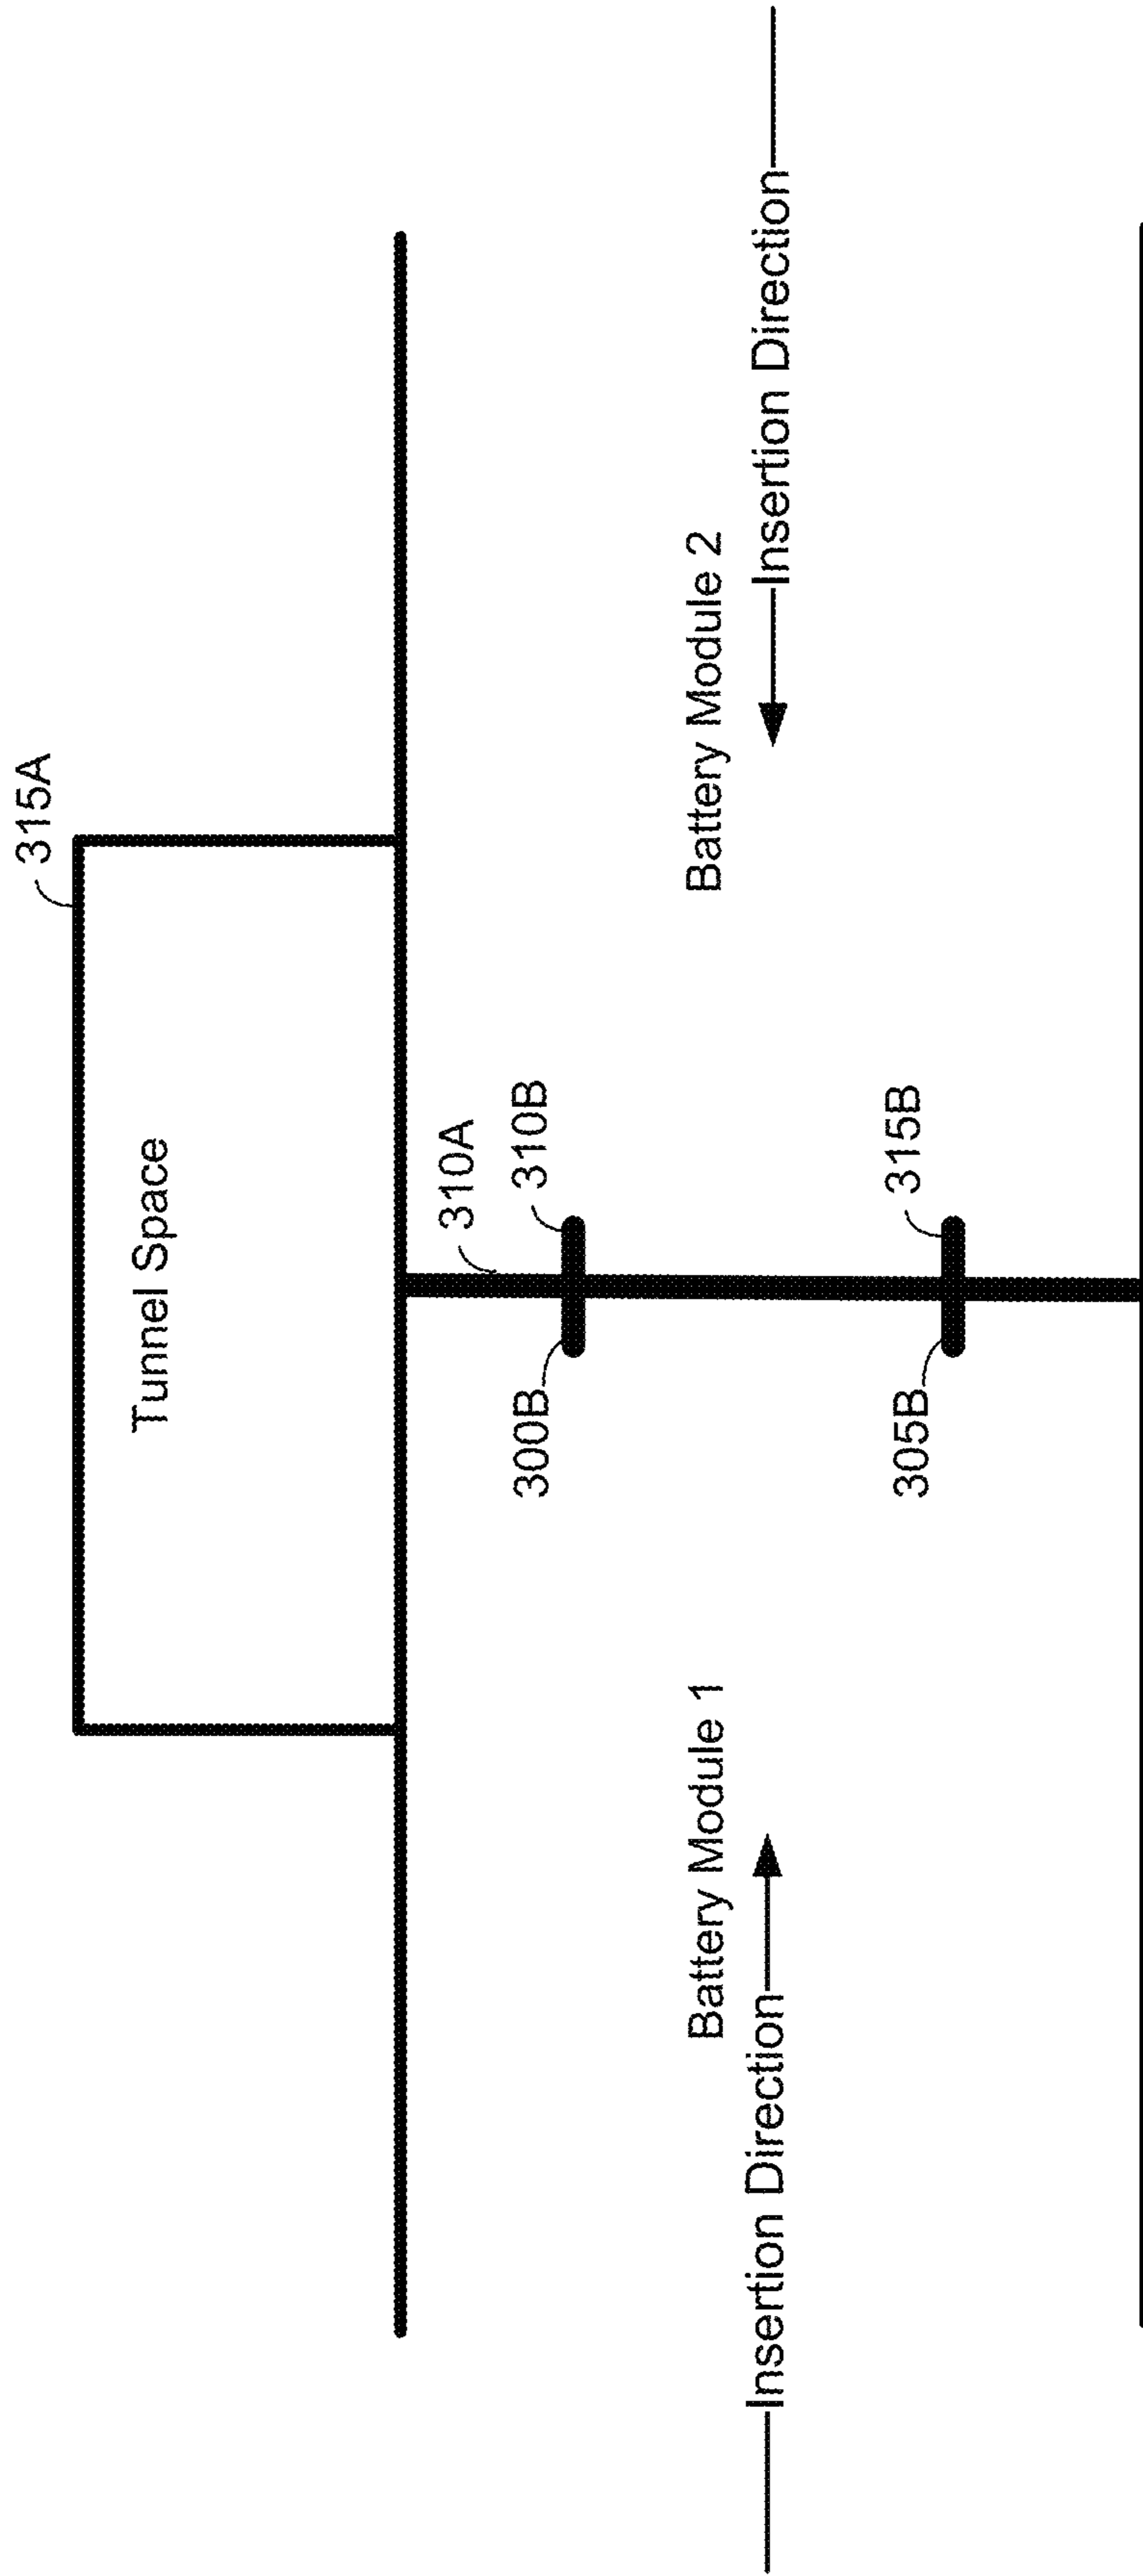 315A
Tunnel Space
310A
300B
310B
Battery Module 1
Battery Module 2
Insertion Direction
Insertion Direction
305B
315B